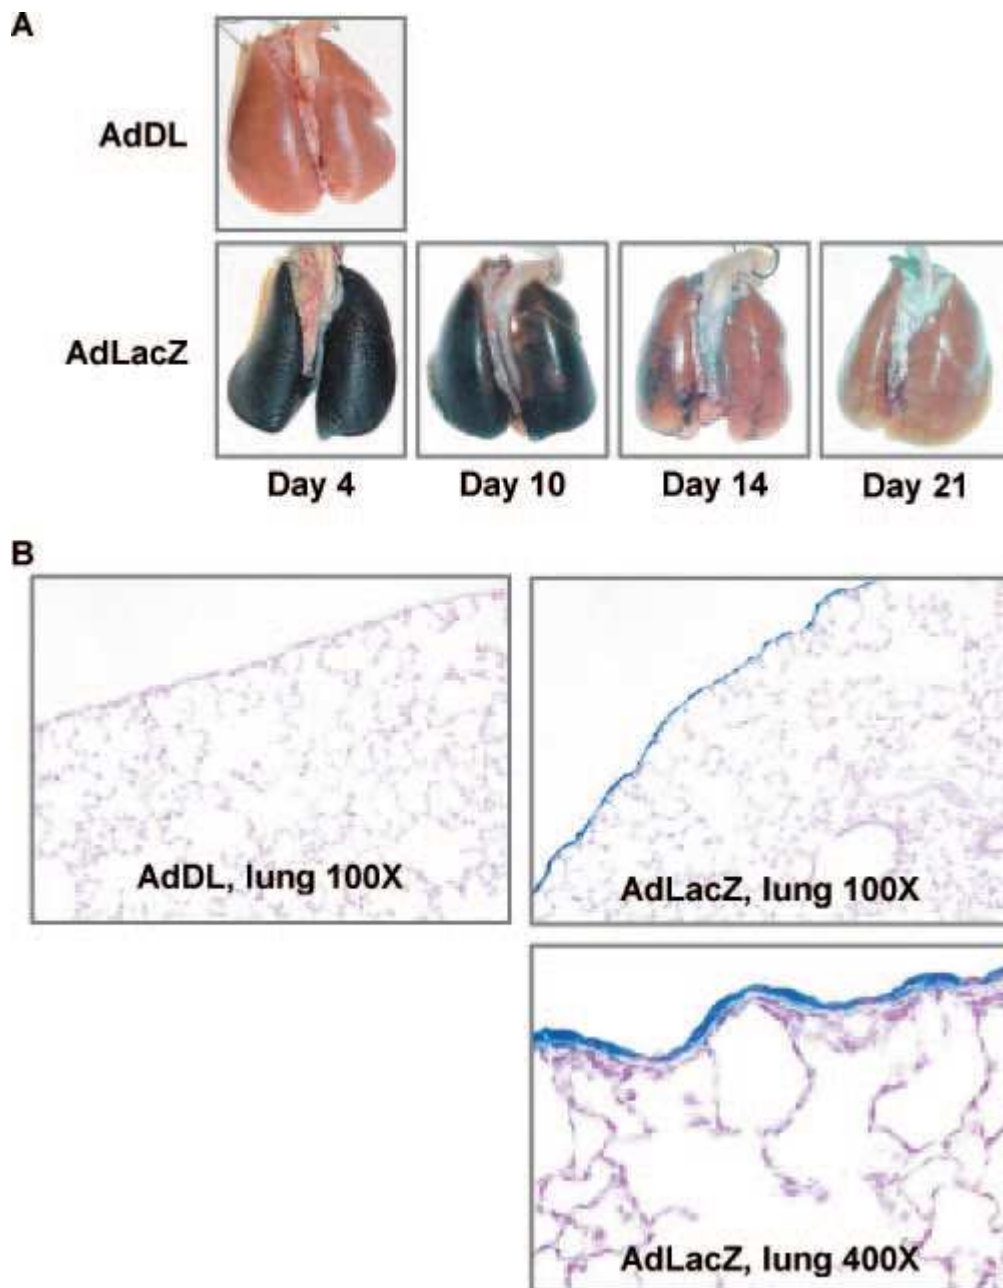 A
AdDL
AdLacZ
Day 4
Day 10
Day 14
Day 21
B
AdDL, lung 100X
AdLacZ, lung 100X
AdLacZ, lung 400X